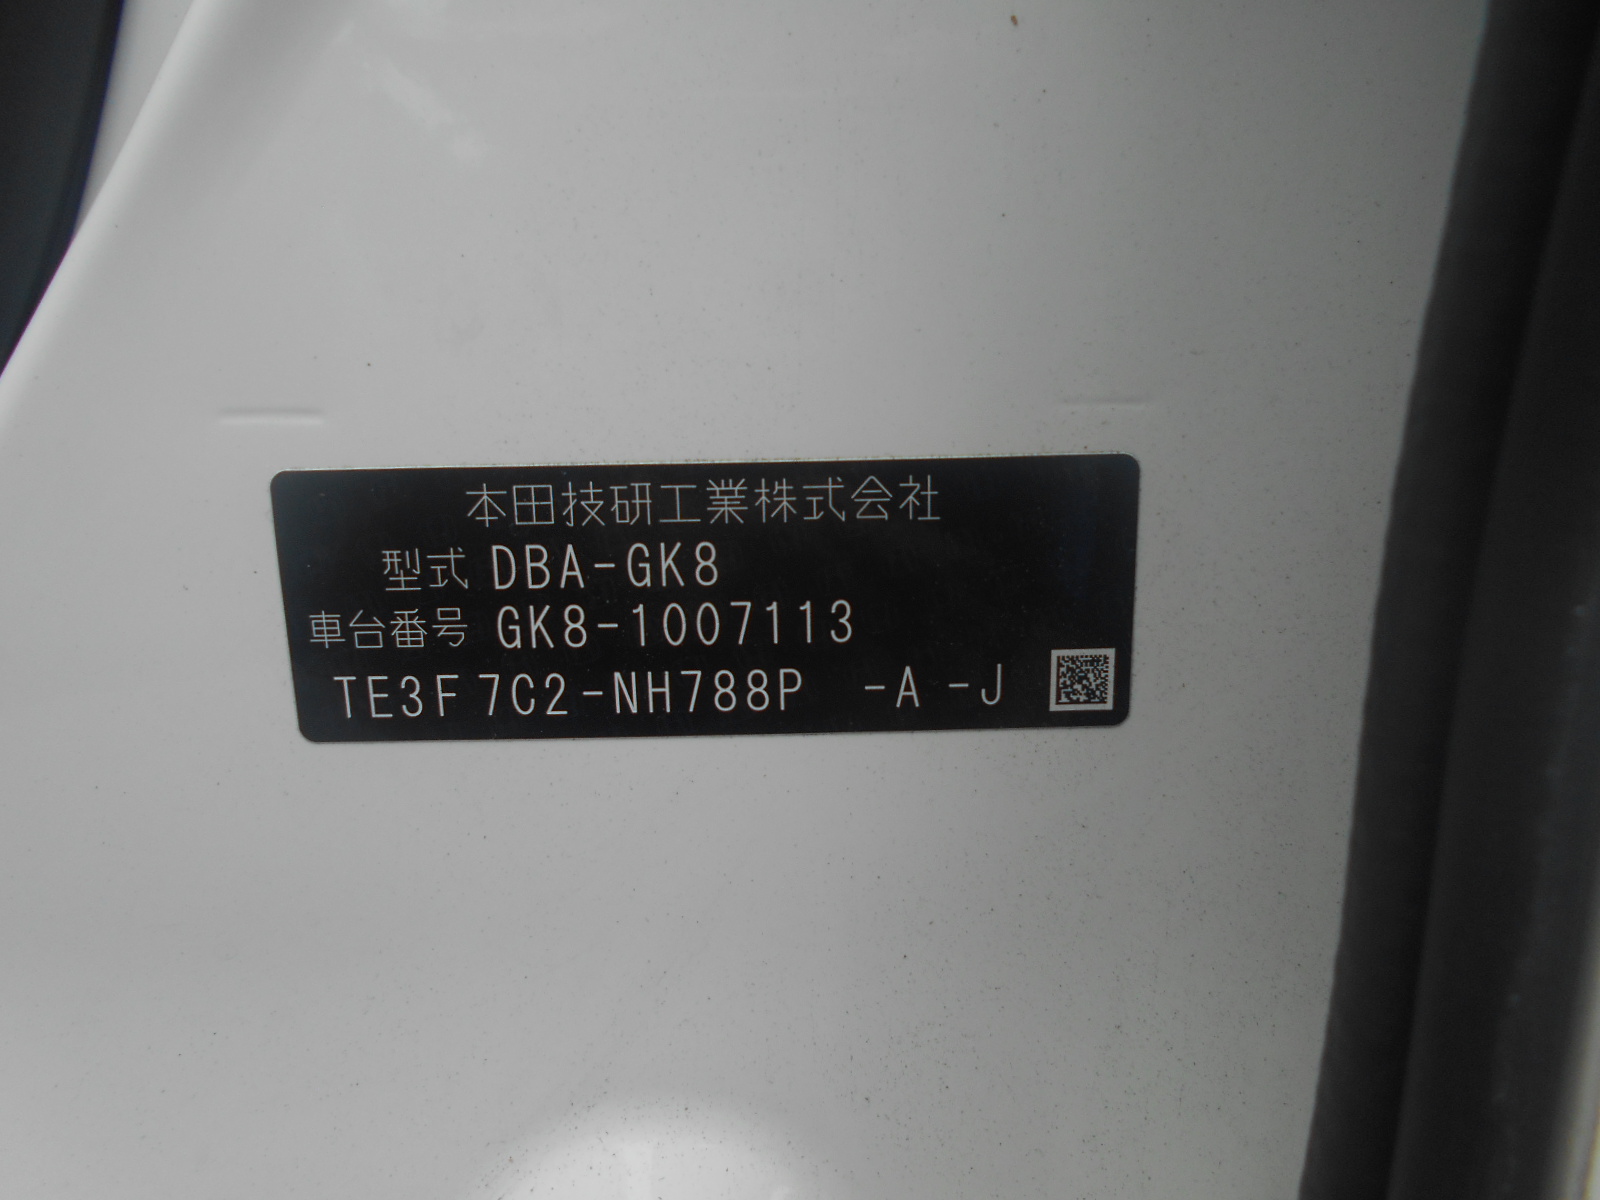 本田技研工業株式会社
型式 DBA-GK8
車台番号 GK8-1007113
TE3F 7C2-NH788P -A -J